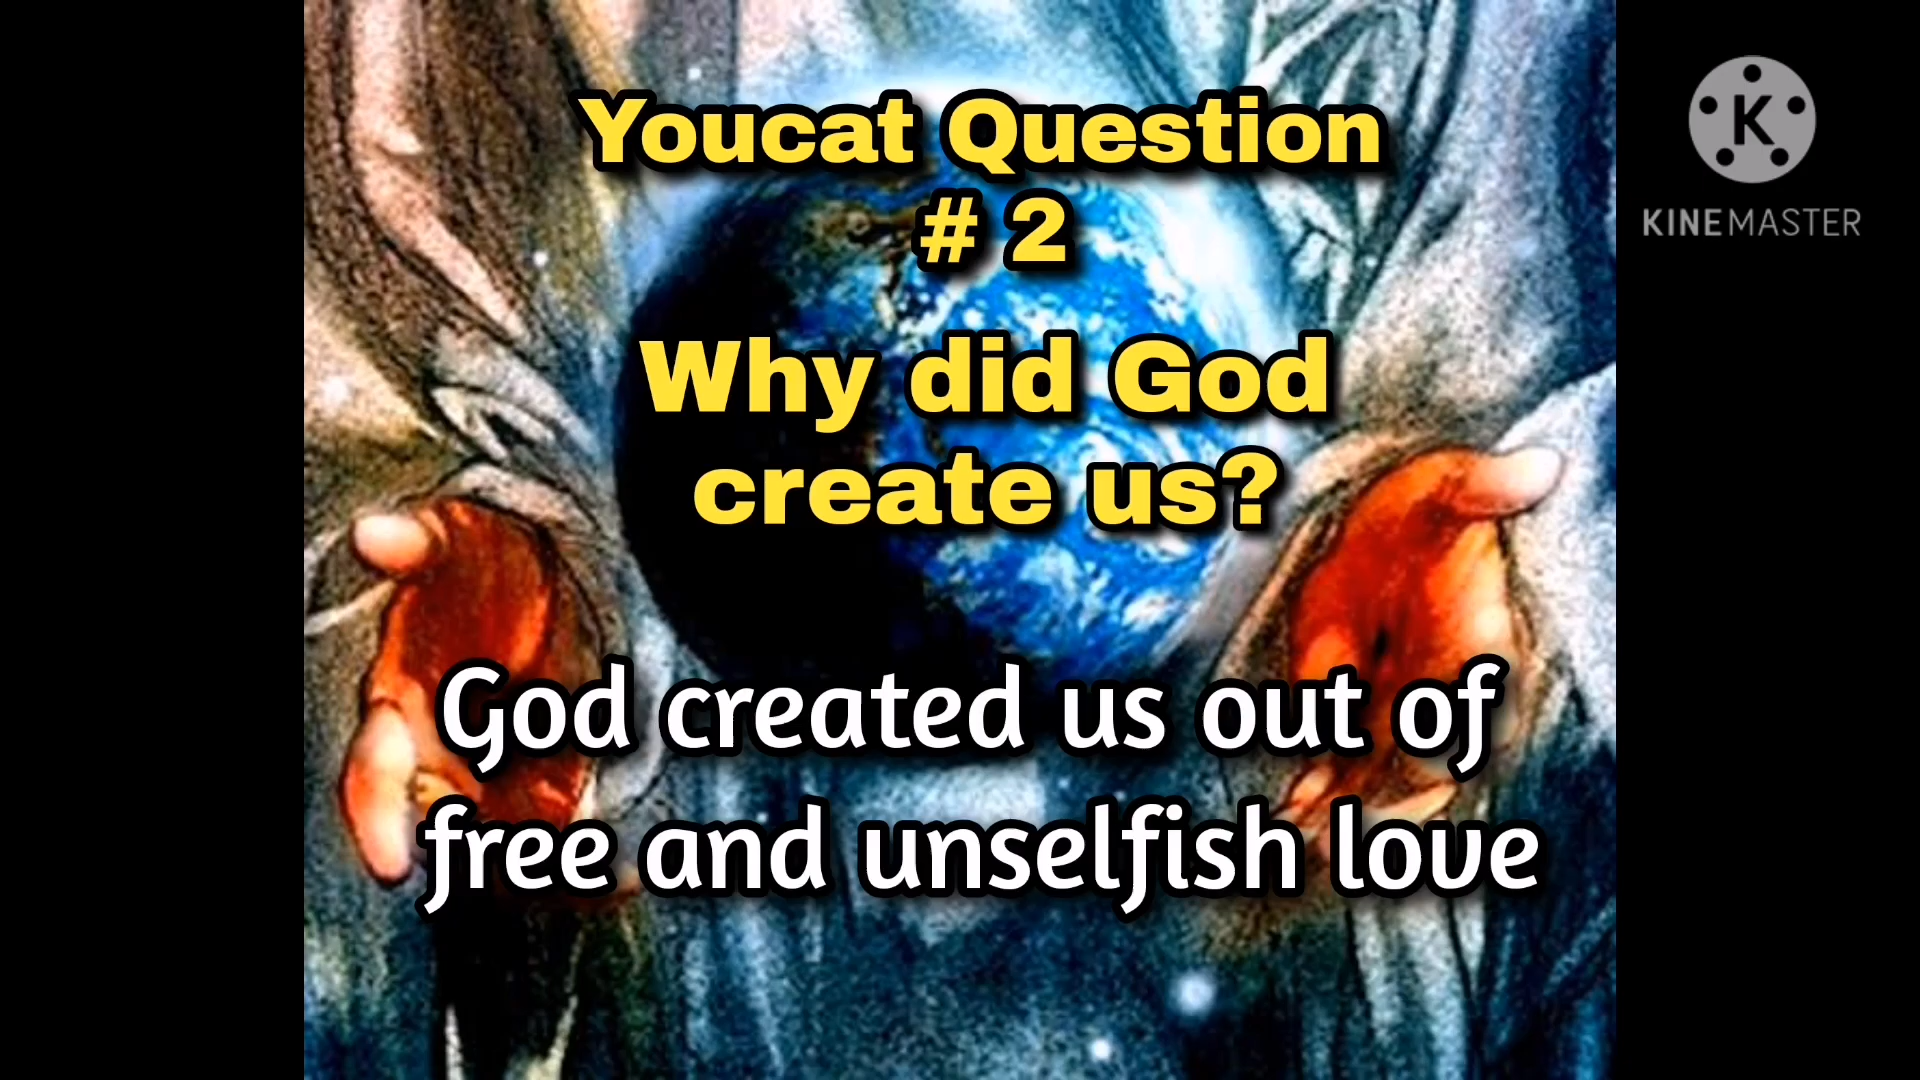 Youcat Question
# 2
Why did God
create us?
God created us out of
free and unselfish love
K
KINEMASTER